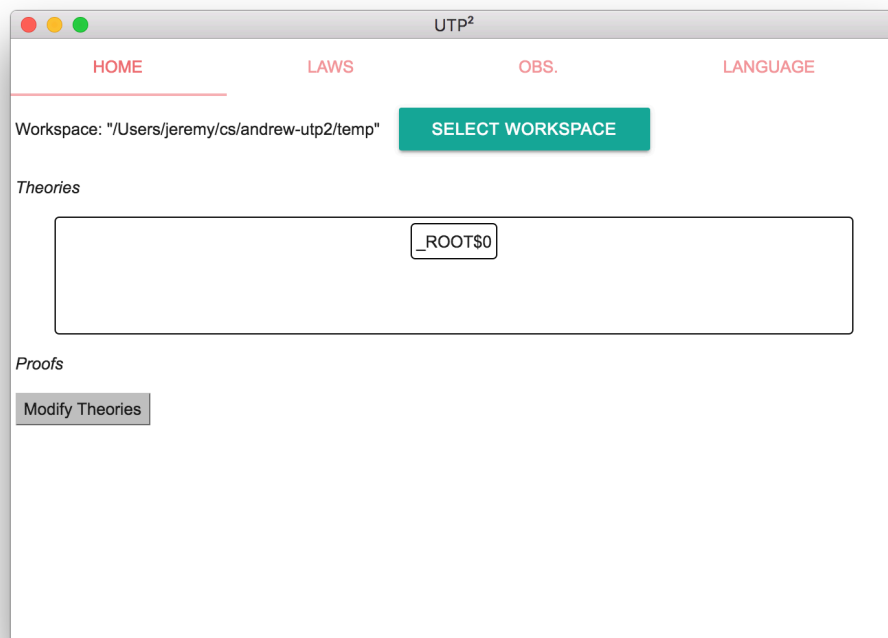 UTP²
HOME LAWS OBS. LANGUAGE
Workspace: "/Users/jeremy/cs/andrew-utp2/temp" SELECT WORKSPACE
Theories
_ROOT$0
Proofs
Modify Theories